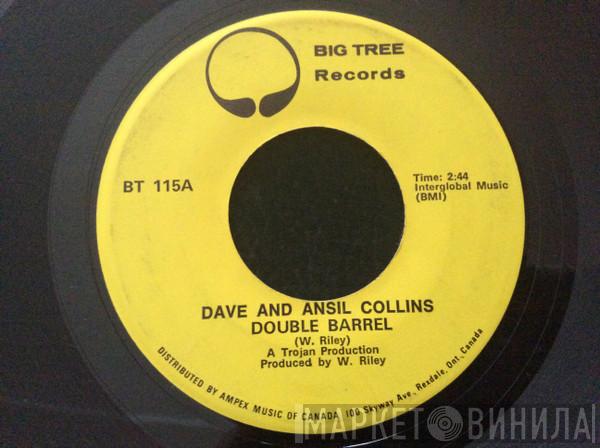 BIG TREE
Records
BT 115A
Time: 2:44
Interglobal Music
(BMI)
DAVE AND ANSIL COLLINS
DOUBLE BARREL
(W. Riley)
A Trojan Production
Produced by W. Riley
DISTRIBUTED BY AMPEX MUSIC OF CANADA, 100 Skyway Ave., Rexdale, Ont., Canada
МАРКЕТ ВИНИЛА